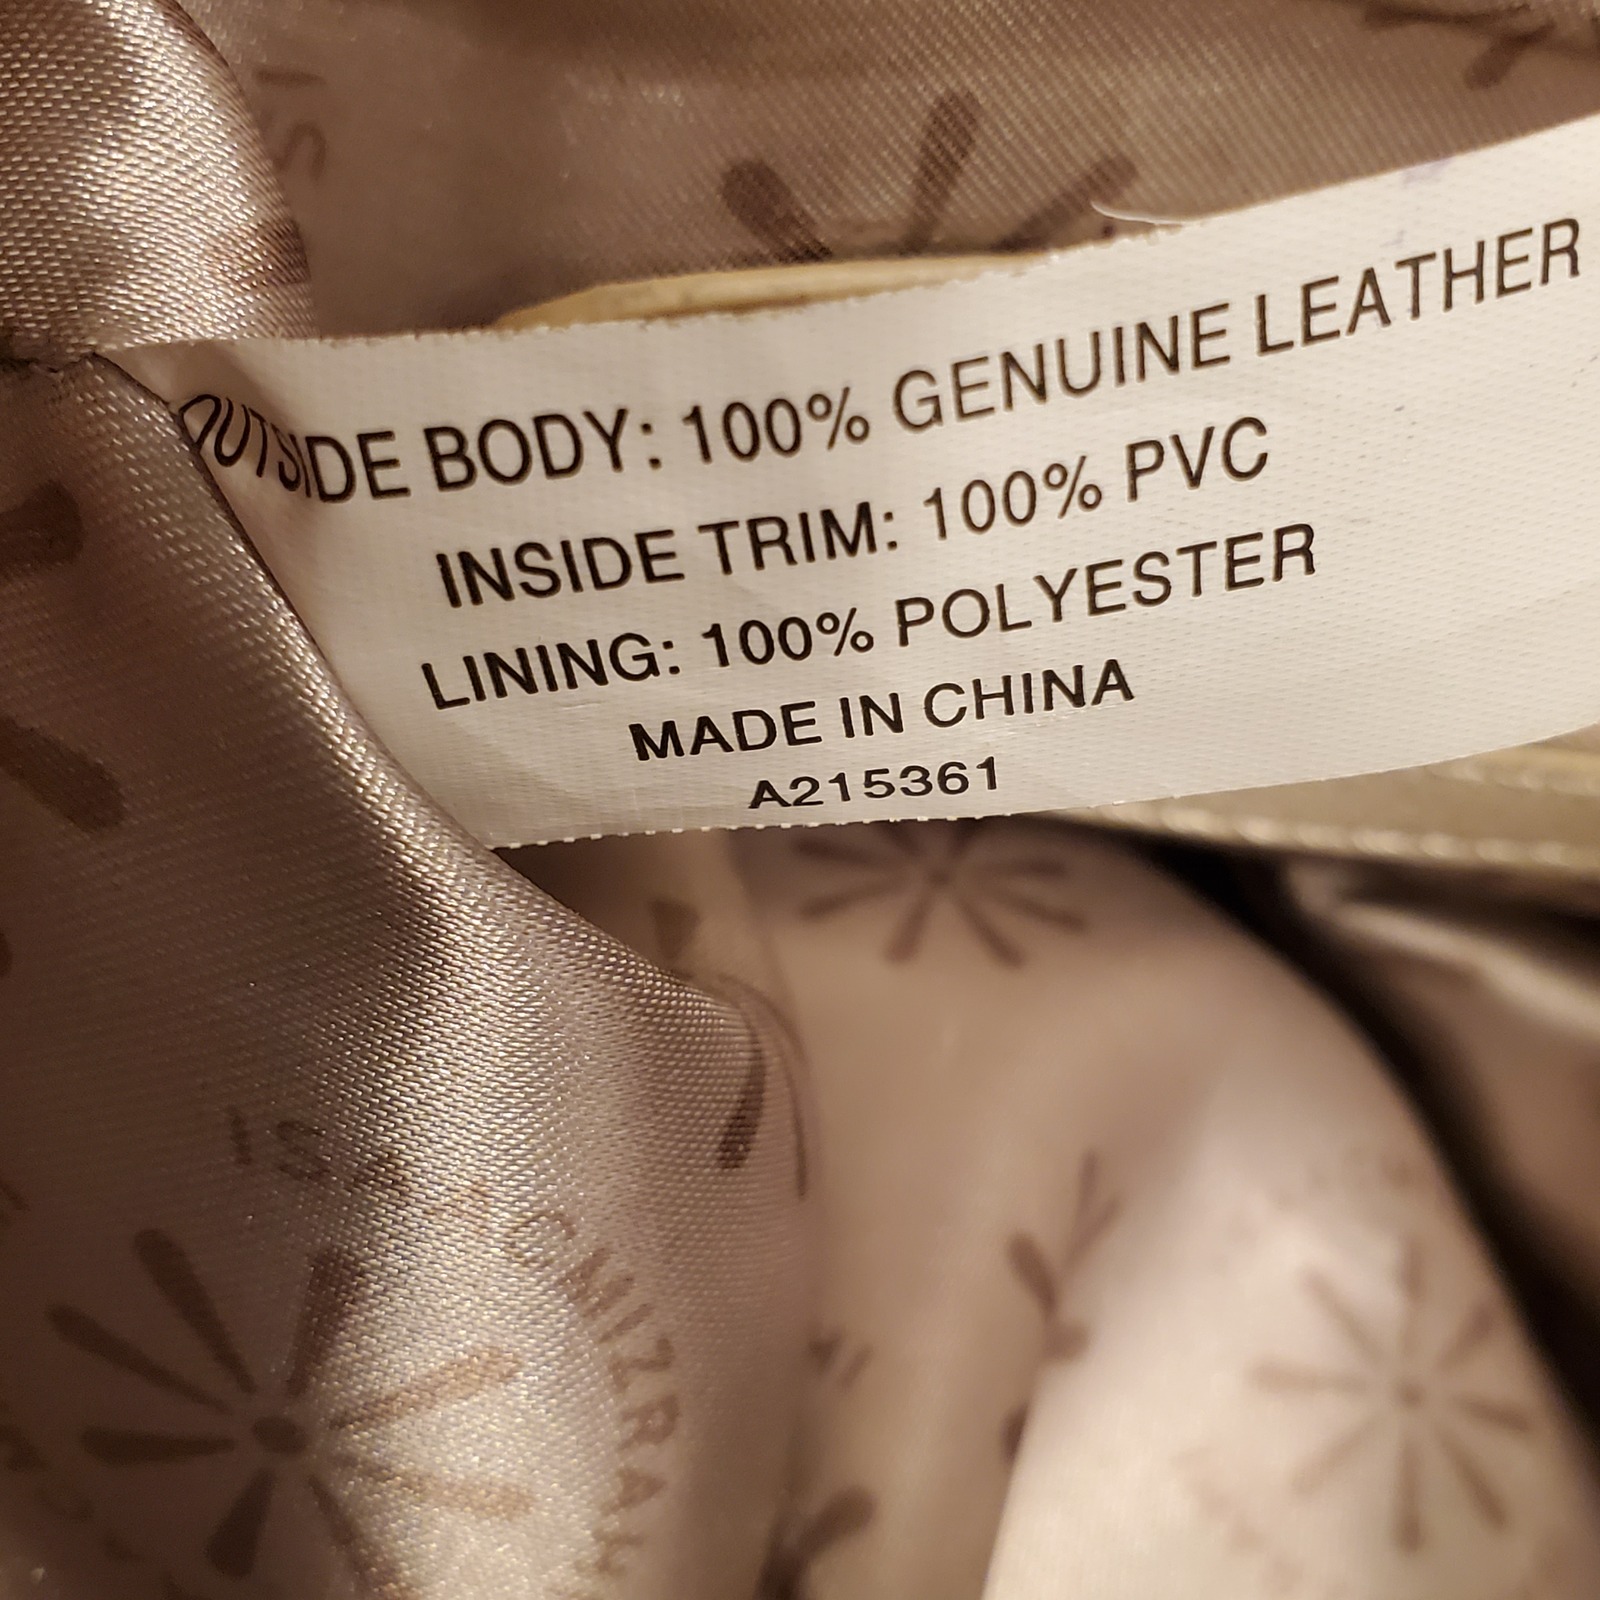 OUTSIDE BODY: 100% GENUINE LEATHER
INSIDE TRIM: 100% PVC
LINING: 100% POLYESTER
MADE IN CHINA
A215361